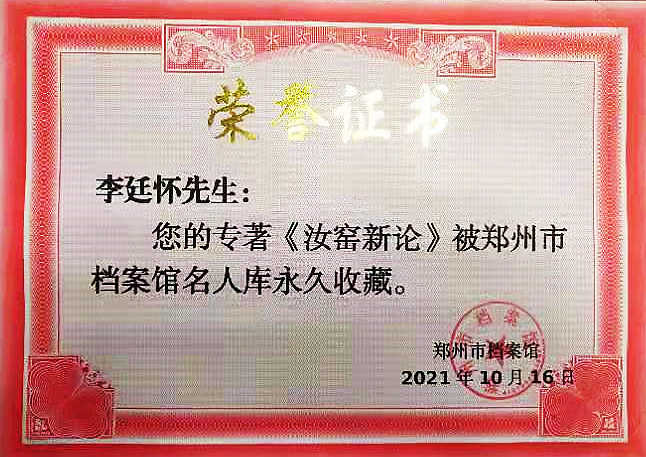 荣誉证书
李廷怀先生：
您的专著《汝窑新论》被郑州市
档案馆名人库永久收藏。
郑州市档案馆
2021年10月16日